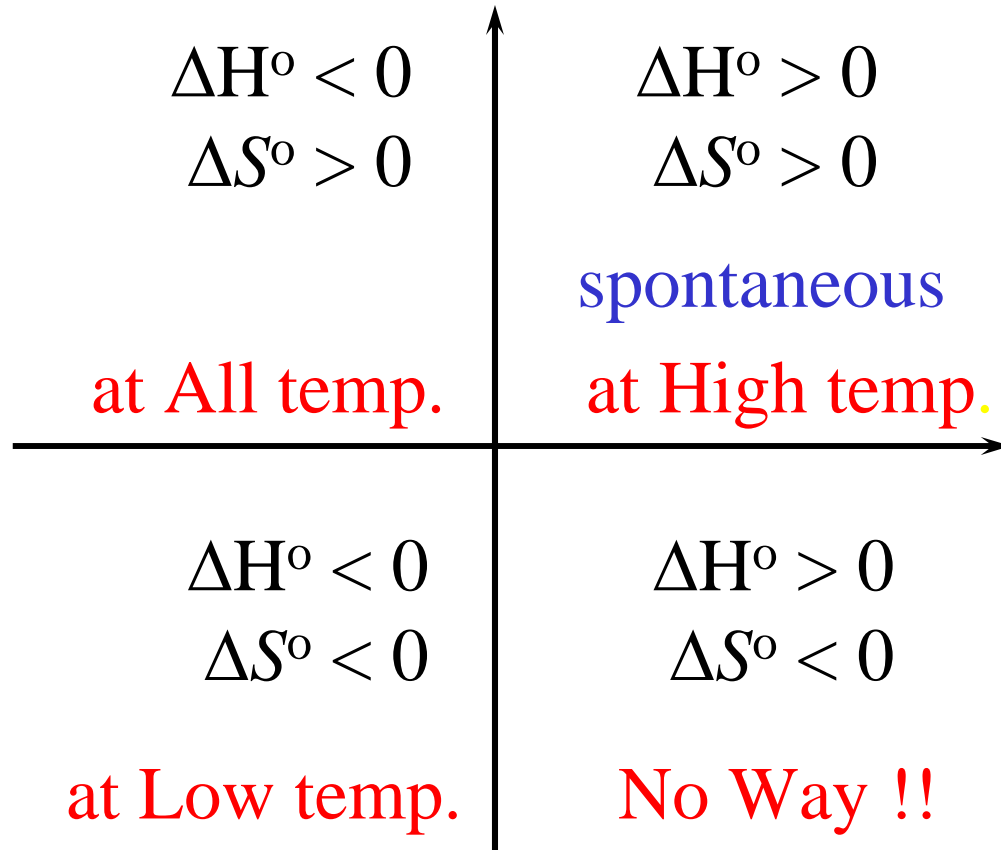 ΔHº < 0
ΔSº > 0
at All temp.
ΔHº > 0
ΔSº > 0
spontaneous
at High temp.
ΔHº < 0
ΔSº < 0
at Low temp.
ΔHº > 0
ΔSº < 0
No Way !!